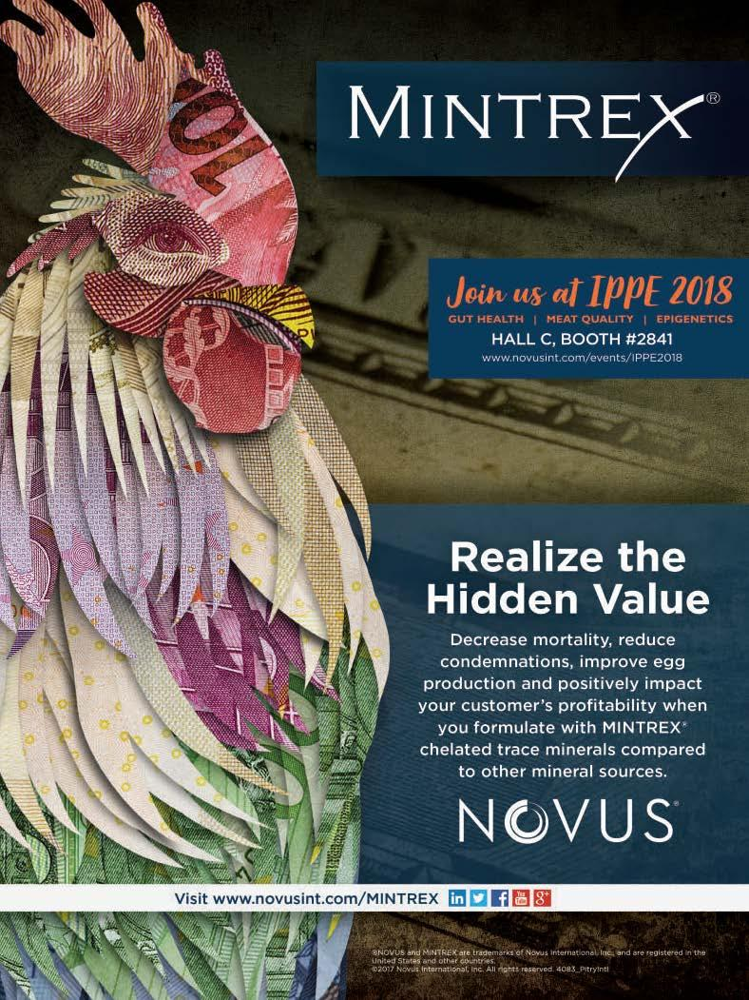 MINTREX®
Join us at IPPE 2018
GUT HEALTH | MEAT QUALITY | EPIGENETICS
HALL C, BOOTH #2841
www.novusint.com/events/IPPE2018
Realize the
Hidden Value
Decrease mortality, reduce
condemnations, improve egg
production and positively impact
your customer's profitability when
you formulate with MINTREX®
chelated trace minerals compared
to other mineral sources.
NOVUS®
Visit www.novusint.com/MINTREX in f You Tube g+
®NOVUS and MINTREX are trademarks of Novus International, Inc., and are registered in the
United States and other countries.
©2017 Novus International, Inc. All rights reserved. 4083_PltryIntl
10